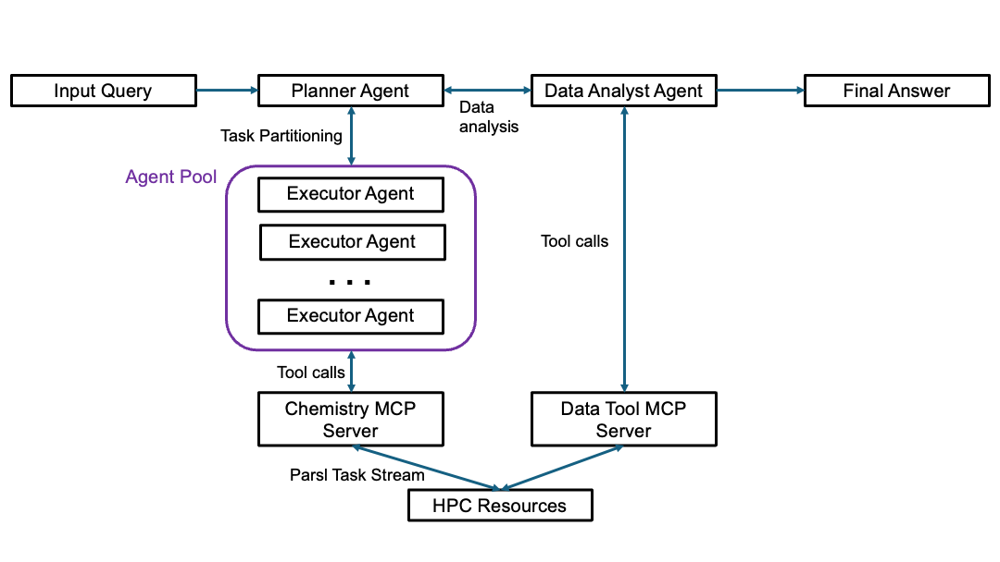 Input Query
Planner Agent
Data Analyst Agent
Final Answer
Data
analysis
Task Partitioning
Agent Pool
Executor Agent
Executor Agent
. . .
Executor Agent
Tool calls
Tool calls
Chemistry MCP
Server
Data Tool MCP
Server
Parsl Task Stream
HPC Resources